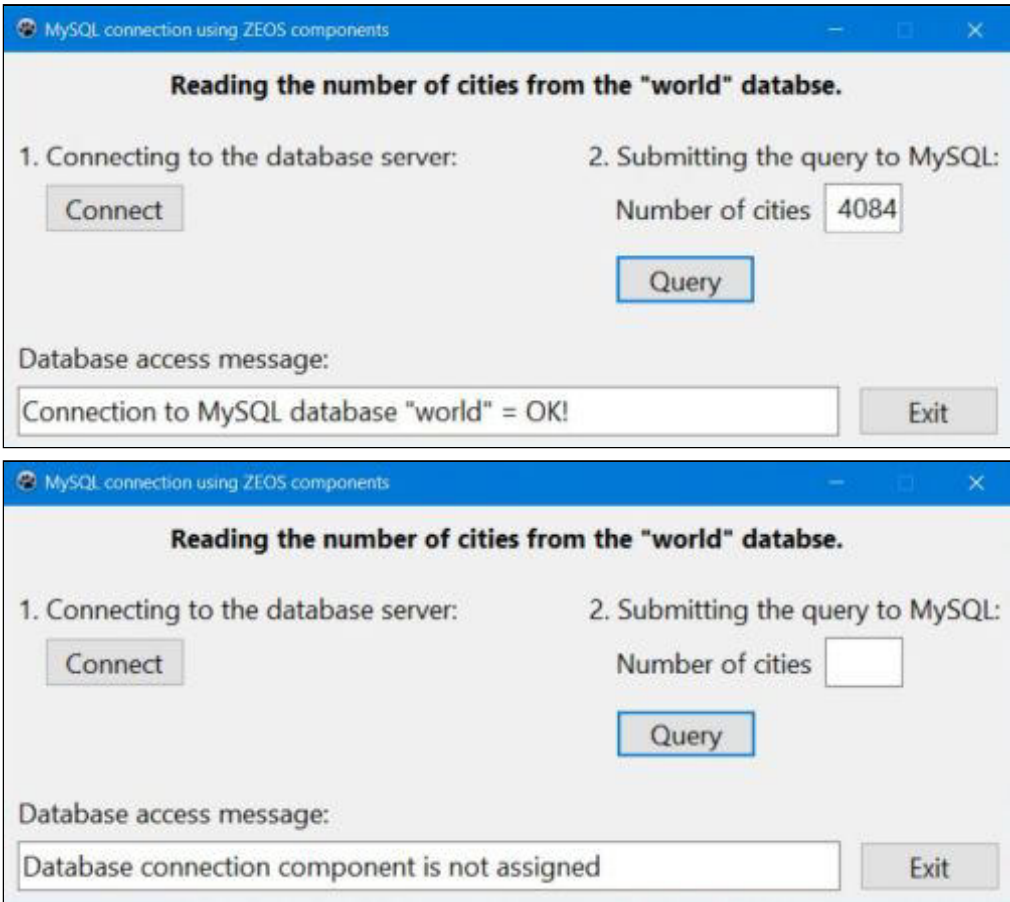 MySQL connection using ZEOS components
Reading the number of cities from the "world" databse.
1. Connecting to the database server:
2. Submitting the query to MySQL:
Connect
Number of cities 4084
Query
Database access message:
Connection to MySQL database "world" = OK!
Exit
MySQL connection using ZEOS components
Reading the number of cities from the "world" databse.
1. Connecting to the database server:
2. Submitting the query to MySQL:
Connect
Number of cities
Query
Database access message:
Database connection component is not assigned
Exit